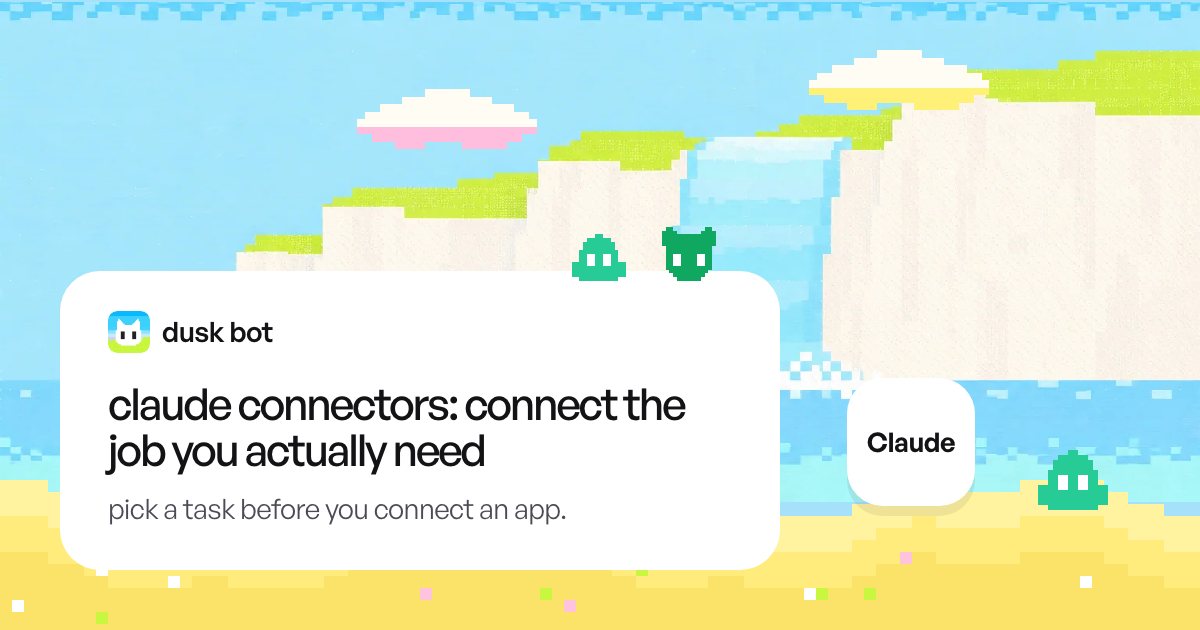 dusk bot
claude connectors: connect the
job you actually need
pick a task before you connect an app.
Claude